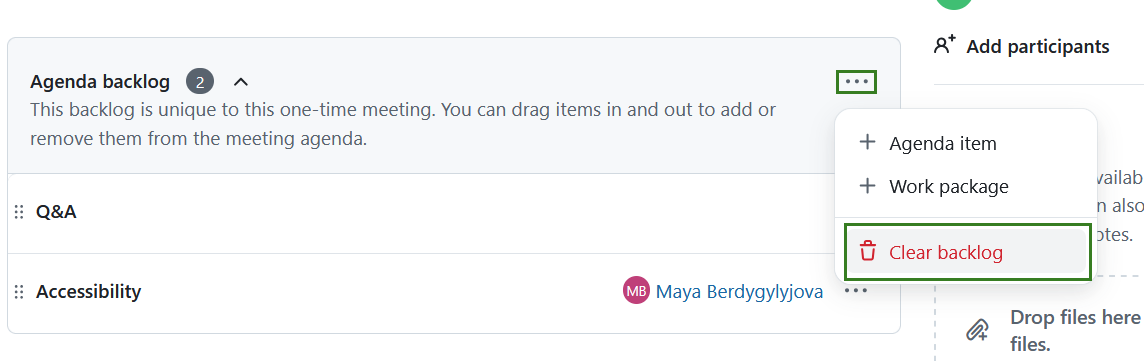 Add participants
Agenda backlog 2
This backlog is unique to this one-time meeting. You can drag items in and out to add or
remove them from the meeting agenda.
Agenda item
Work package
Clear backlog
Q&A
Accessibility
MB Maya Berdygylyjova
also
otes.
Drop files here
files.